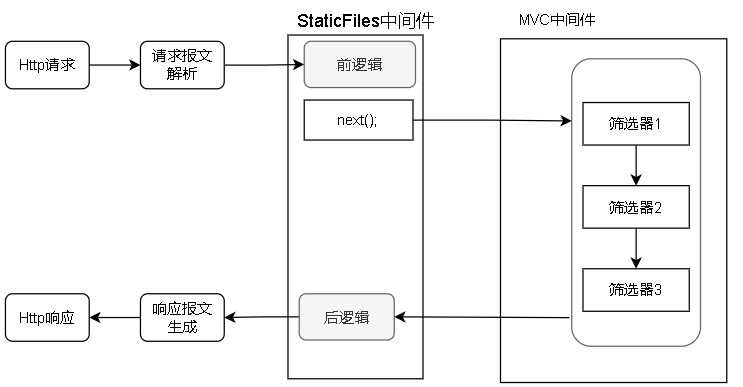 StaticFiles中间件
MVC中间件
Http请求
请求报文
解析
前逻辑
next();
筛选器1
筛选器2
筛选器3
Http响应
响应报文
生成
后逻辑